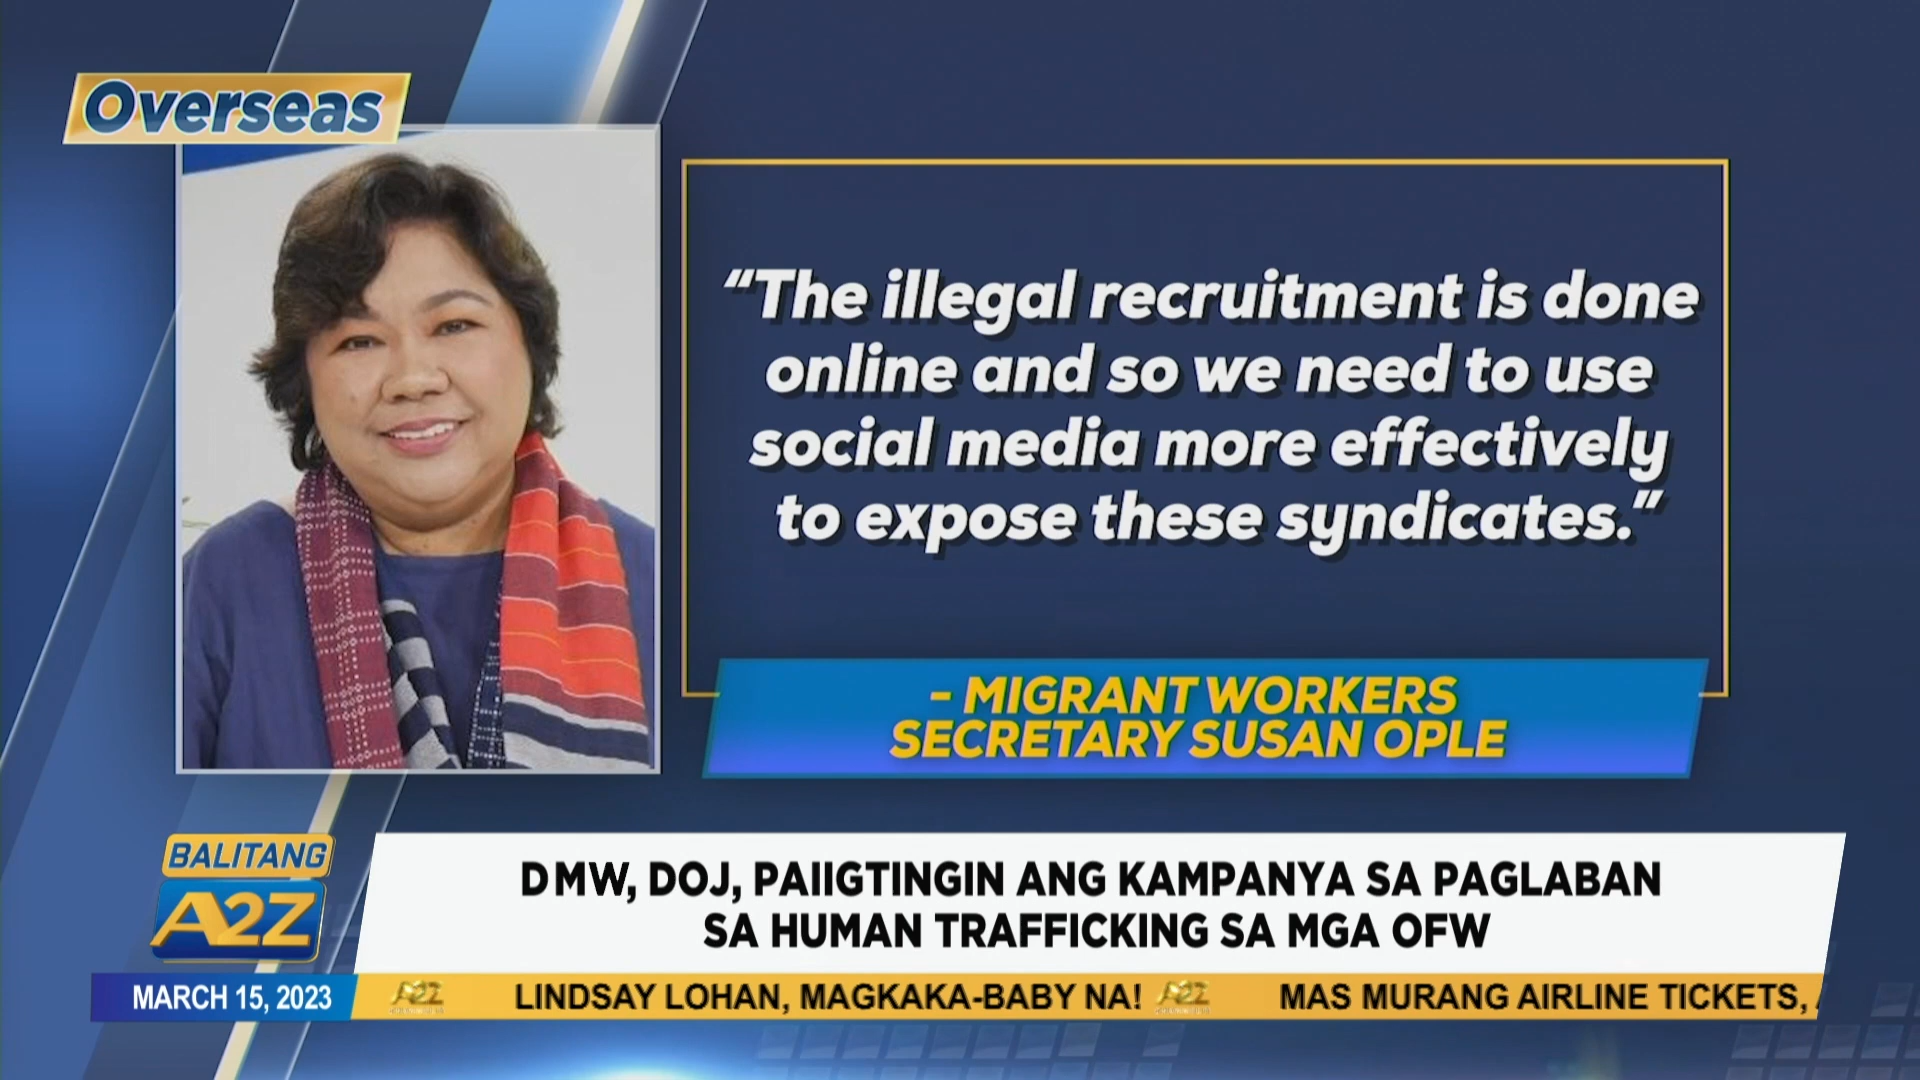 Overseas
“The illegal recruitment is done
online and so we need to use
social media more effectively
to expose these syndicates.”
- MIGRANT WORKERS
SECRETARY SUSAN OPLE
BALITANG
A2Z
DMW, DOJ, PAIIGTINGIN ANG KAMPANYA SA PAGLABAN
SA HUMAN TRAFFICKING SA MGA OFW
MARCH 15, 2023 A2Z LINDSAY LOHAN, MAGKAKA-BABY NA! A2Z MAS MURANG AIRLINE TICKETS,